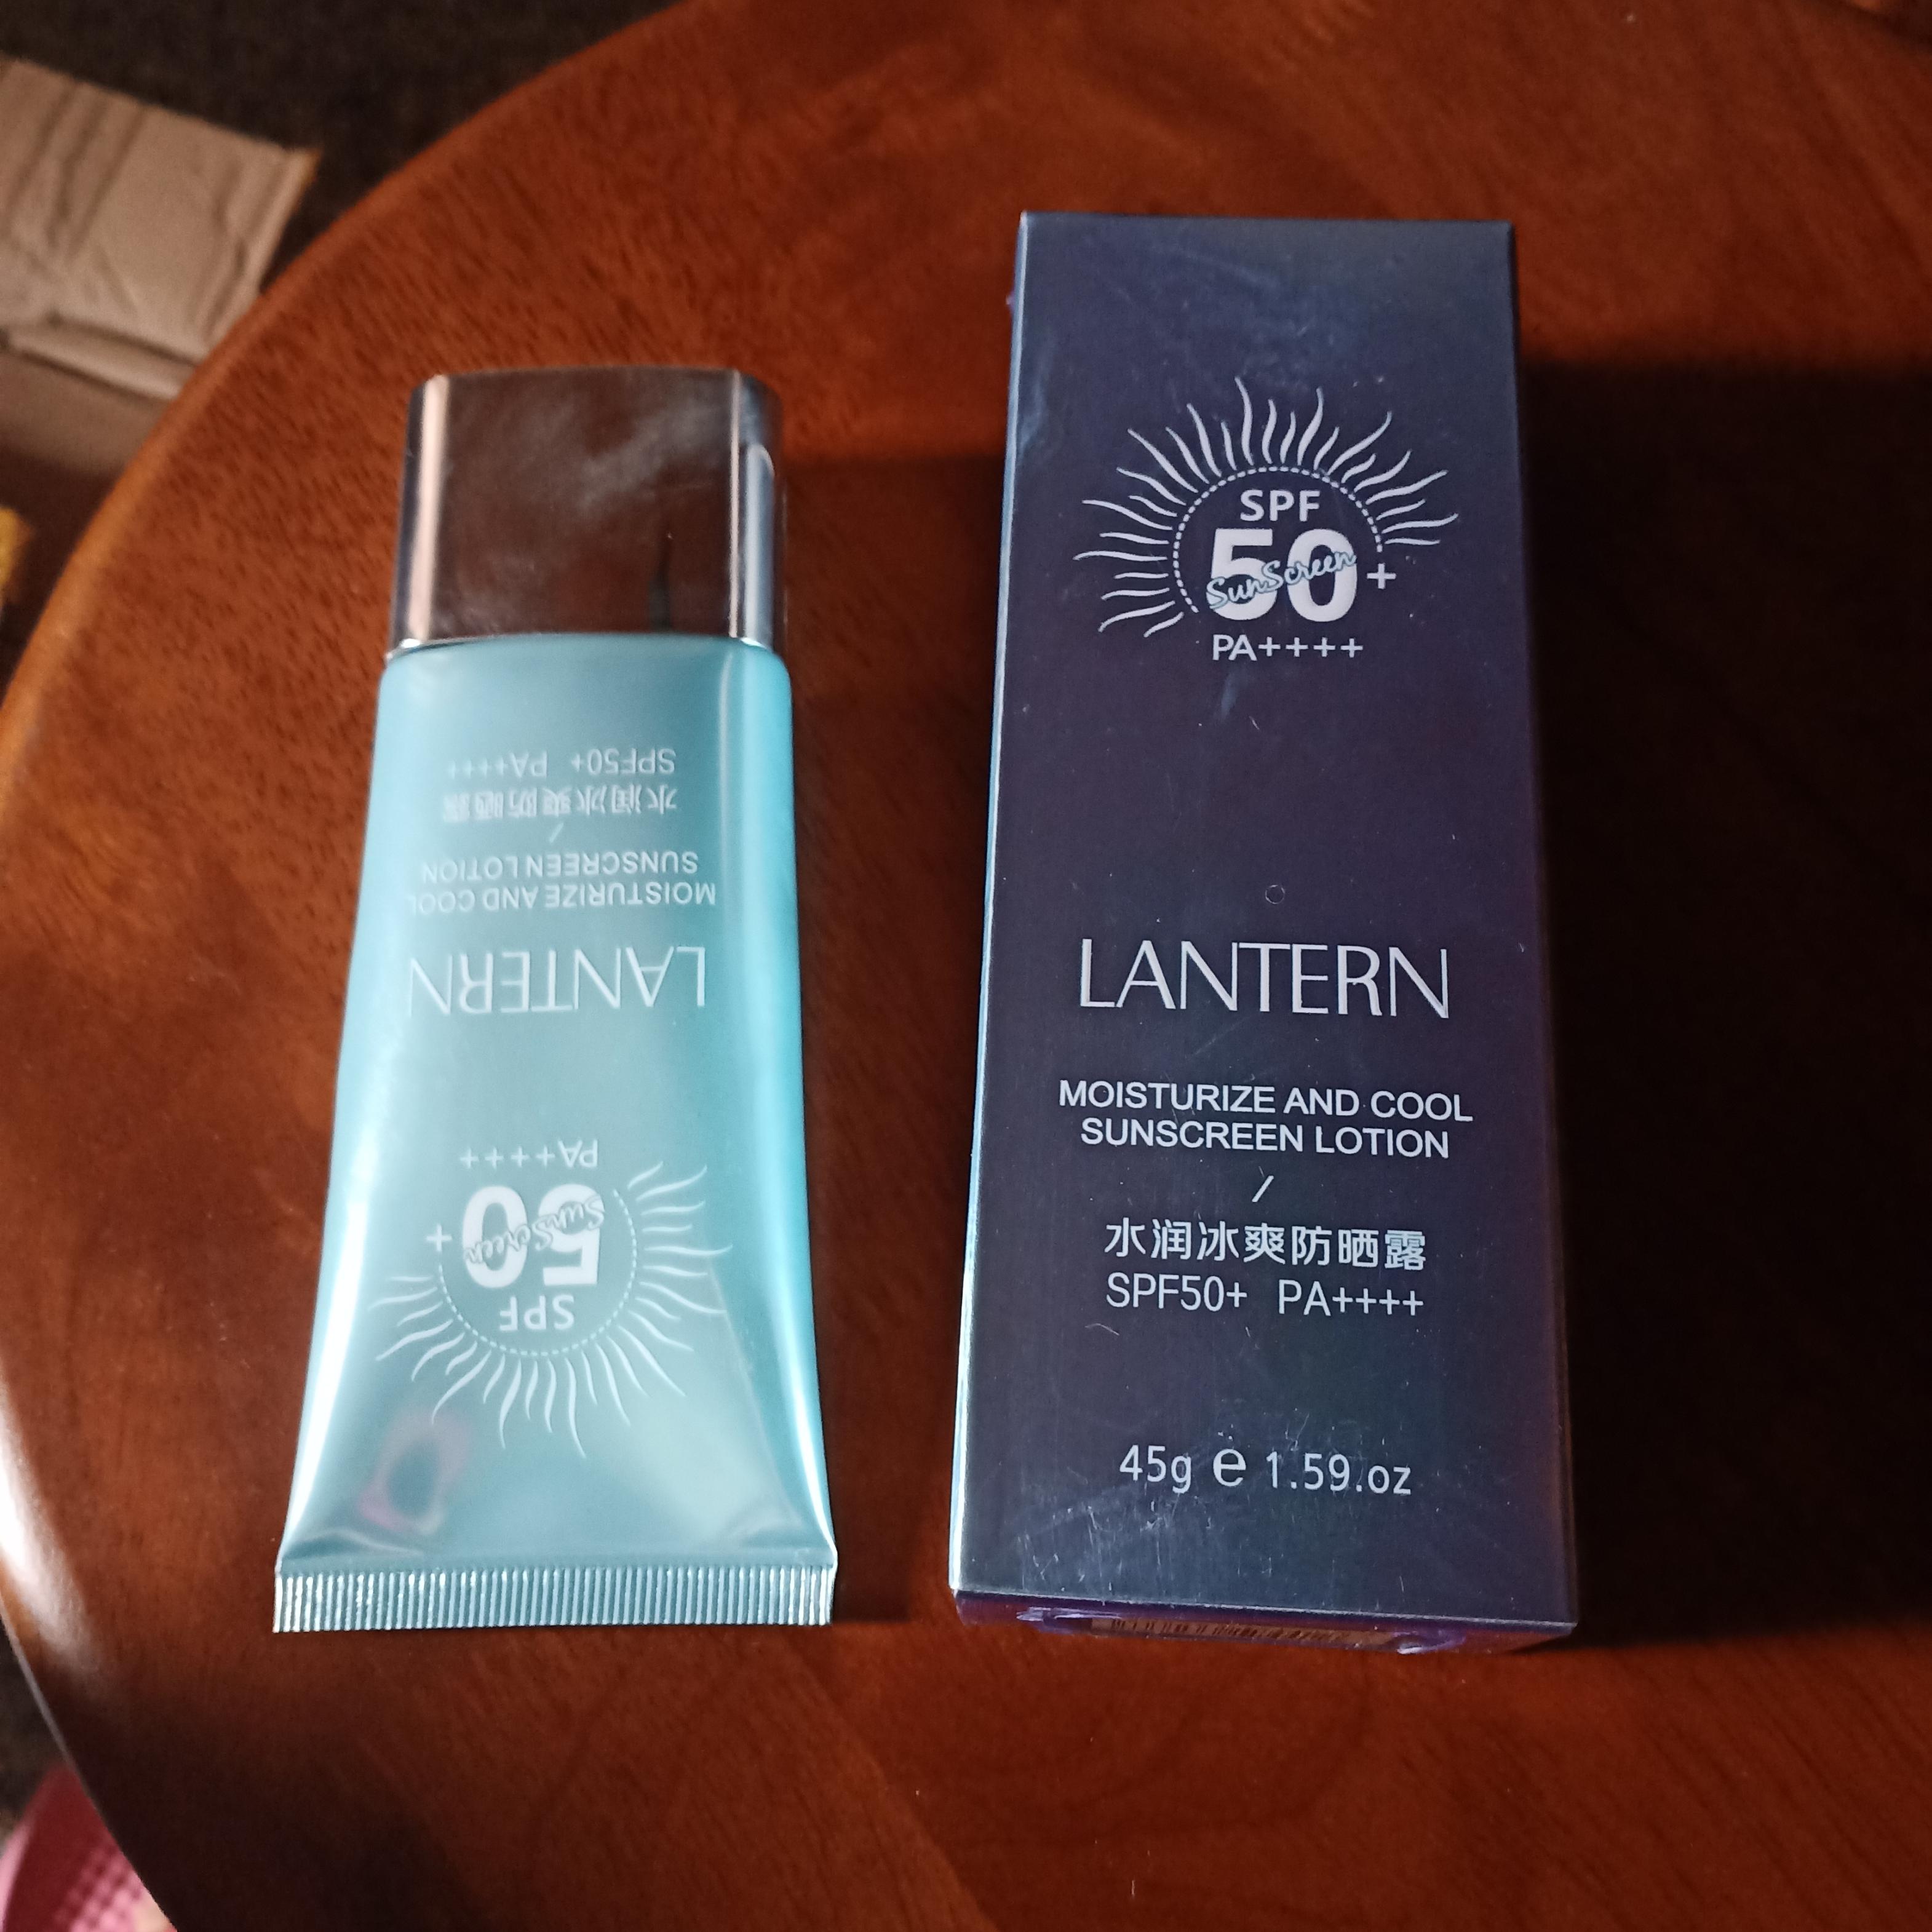 SPF50+ PA++++
水润冰爽防晒露
/
SUNSCREEN LOTION
MOISTURIZE AND COOL
LANTERN
PA++++
50+
SunScreen
SPF
SPF
50+
SunScreen
PA++++
LANTERN
MOISTURIZE AND COOL
SUNSCREEN LOTION
/
水润冰爽防晒露
SPF50+ PA++++
45g e 1.59.oz